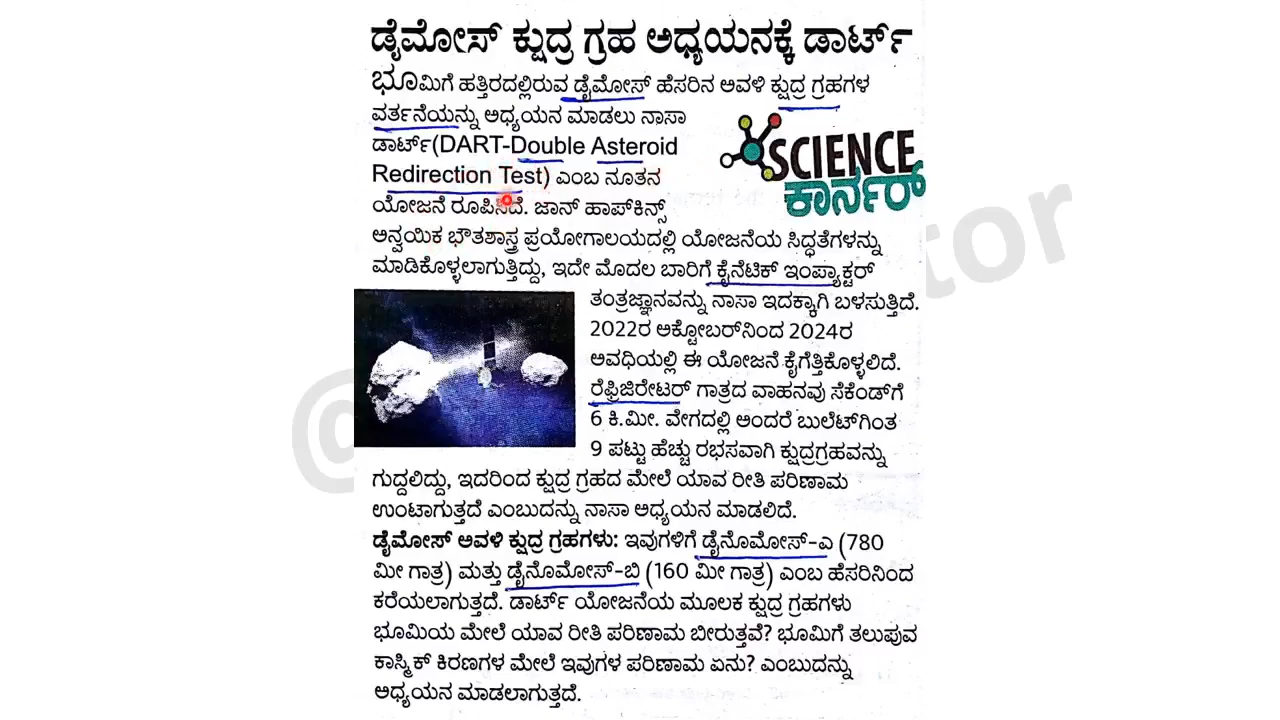 ಡೈಮೋಸ್ ಕ್ಷುದ್ರ ಗ್ರಹ ಅಧ್ಯಯನಕ್ಕೆ ಡಾರ್ಟ್
ಭೂಮಿಗೆ ಹತ್ತಿರದಲ್ಲಿರುವ ಡೈಮೋಸ್ ಹೆಸರಿನ ಅವಳಿ ಕ್ಷುದ್ರ ಗ್ರಹಗಳ
ವರ್ತನೆಯನ್ನು ಅಧ್ಯಯನ ಮಾಡಲು ನಾಸಾ
ಡಾರ್ಟ್(DART-Double Asteroid
Redirection Test) ಎಂಬ ನೂತನ
ಯೋಜನೆ ರೂಪಿಸಿದೆ. ಜಾನ್ ಹಾಪ್‌ಕಿನ್ಸ್
SCIENCE
ಕಾರ್ನರ್
ಅನ್ವಯಿಕ ಭೌತಶಾಸ್ತ್ರ ಪ್ರಯೋಗಾಲಯದಲ್ಲಿ ಯೋಜನೆಯ ಸಿದ್ಧತೆಗಳನ್ನು
ಮಾಡಿಕೊಳ್ಳಲಾಗುತ್ತಿದ್ದು, ಇದೇ ಮೊದಲ ಬಾರಿಗೆ ಕೈನೆಟಿಕ್ ಇಂಪ್ಯಾಕ್ಟರ್
ತಂತ್ರಜ್ಞಾನವನ್ನು ನಾಸಾ ಇದಕ್ಕಾಗಿ ಬಳಸುತ್ತಿದೆ.
2022ರ ಅಕ್ಟೋಬರ್‌ನಿಂದ 2024ರ
ಅವಧಿಯಲ್ಲಿ ಈ ಯೋಜನೆ ಕೈಗೆತ್ತಿಕೊಳ್ಳಲಿದೆ.
ರೆಫ್ರಿಜಿರೇಟರ್ ಗಾತ್ರದ ವಾಹನವು ಸೆಕೆಂಡ್‌ಗೆ
6 ಕಿ.ಮೀ. ವೇಗದಲ್ಲಿ ಅಂದರೆ ಬುಲೆಟ್‌ಗಿಂತ
9 ಪಟ್ಟು ಹೆಚ್ಚು ರಭಸವಾಗಿ ಕ್ಷುದ್ರಗ್ರಹವನ್ನು
ಗುದ್ದಲಿದ್ದು, ಇದರಿಂದ ಕ್ಷುದ್ರ ಗ್ರಹದ ಮೇಲೆ ಯಾವ ರೀತಿ ಪರಿಣಾಮ
ಉಂಟಾಗುತ್ತದೆ ಎಂಬುದನ್ನು ನಾಸಾ ಅಧ್ಯಯನ ಮಾಡಲಿದೆ.
ಡೈಮೋಸ್ ಅವಳಿ ಕ್ಷುದ್ರ ಗ್ರಹಗಳು: ಇವುಗಳಿಗೆ ಡೈನೊಮೋಸ್-ಎ (780
ಮೀ ಗಾತ್ರ) ಮತ್ತು ಡೈನೊಮೋಸ್-ಬಿ (160 ಮೀ ಗಾತ್ರ) ಎಂಬ ಹೆಸರಿನಿಂದ
ಕರೆಯಲಾಗುತ್ತದೆ. ಡಾರ್ಟ್ ಯೋಜನೆಯ ಮೂಲಕ ಕ್ಷುದ್ರ ಗ್ರಹಗಳು
ಭೂಮಿಯ ಮೇಲೆ ಯಾವ ರೀತಿ ಪರಿಣಾಮ ಬೀರುತ್ತವೆ? ಭೂಮಿಗೆ ತಲುಪುವ
ಕಾಸ್ಮಿಕ್ ಕಿರಣಗಳ ಮೇಲೆ ಇವುಗಳ ಪರಿಣಾಮ ಏನು? ಎಂಬುದನ್ನು
ಅಧ್ಯಯನ ಮಾಡಲಾಗುತ್ತದೆ.